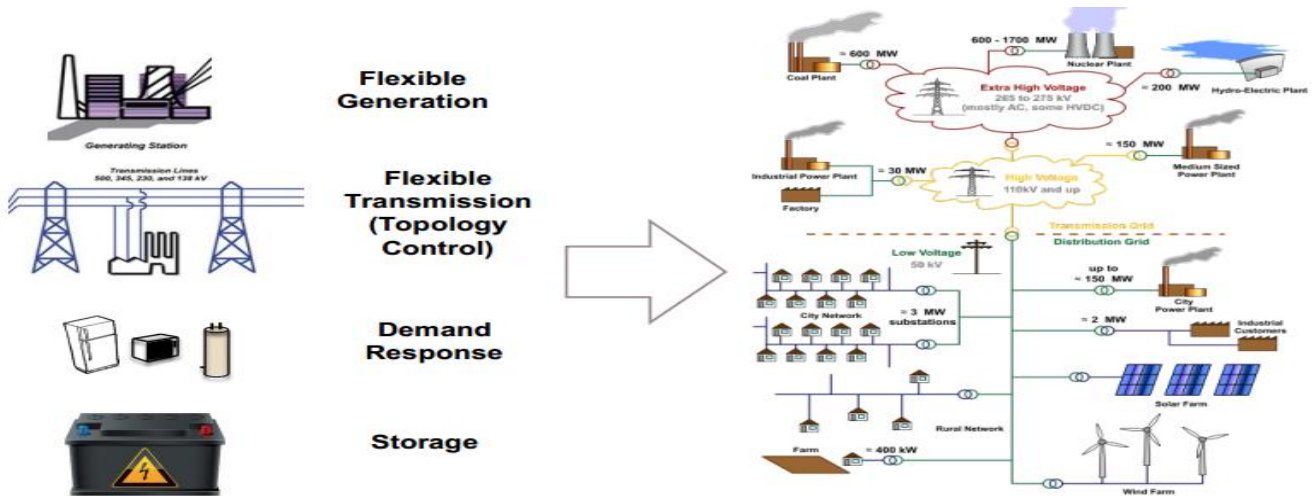 Flexible
Generation
Generating Station
Transmission Lines
500, 345, 230, and 138 kV
Flexible
Transmission
(Topology
Control)
Demand
Response
Storage
≈ 600 MW
Coal Plant
600 - 1700 MW
Nuclear Plant
≈ 200 MW
Hydro-Electric Plant
Extra High Voltage
265 to 275 kV
(mostly AC, some HVDC)
≈ 150 MW
Medium Sized
Power Plant
Industrial Power Plant
≈ 30 MW
Factory
High Voltage
110kV and up
Transmission Grid
Distribution Grid
Low Voltage
50 kV
up to
≈ 150 MW
City
Power Plant
City Network
≈ 3 MW
substations
≈ 2 MW
Industrial
Customers
Solar Farm
Rural Network
Farm
≈ 400 kW
Wind Farm